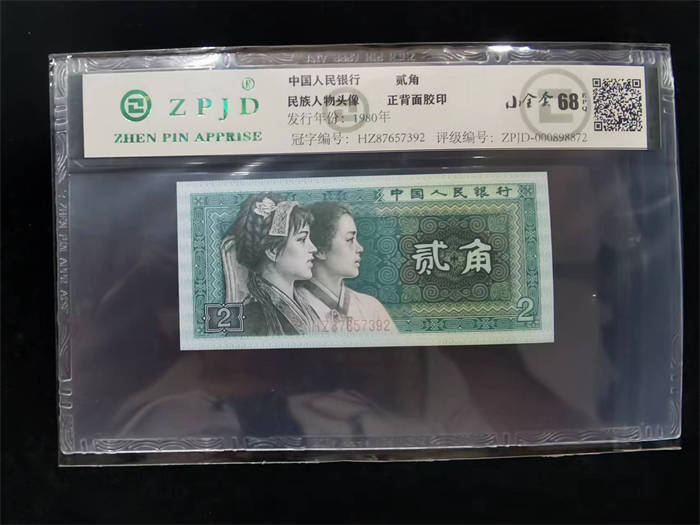 ZPJD ®
ZHEN PIN APPRISE
中国人民银行 贰角
民族人物头像 正背面胶印
发行年份：1980年
冠字编号：HZ87657392 评级编号：ZPJD-000898872
68 EPQ
中国人民银行
贰角
2
HZ87657392
2